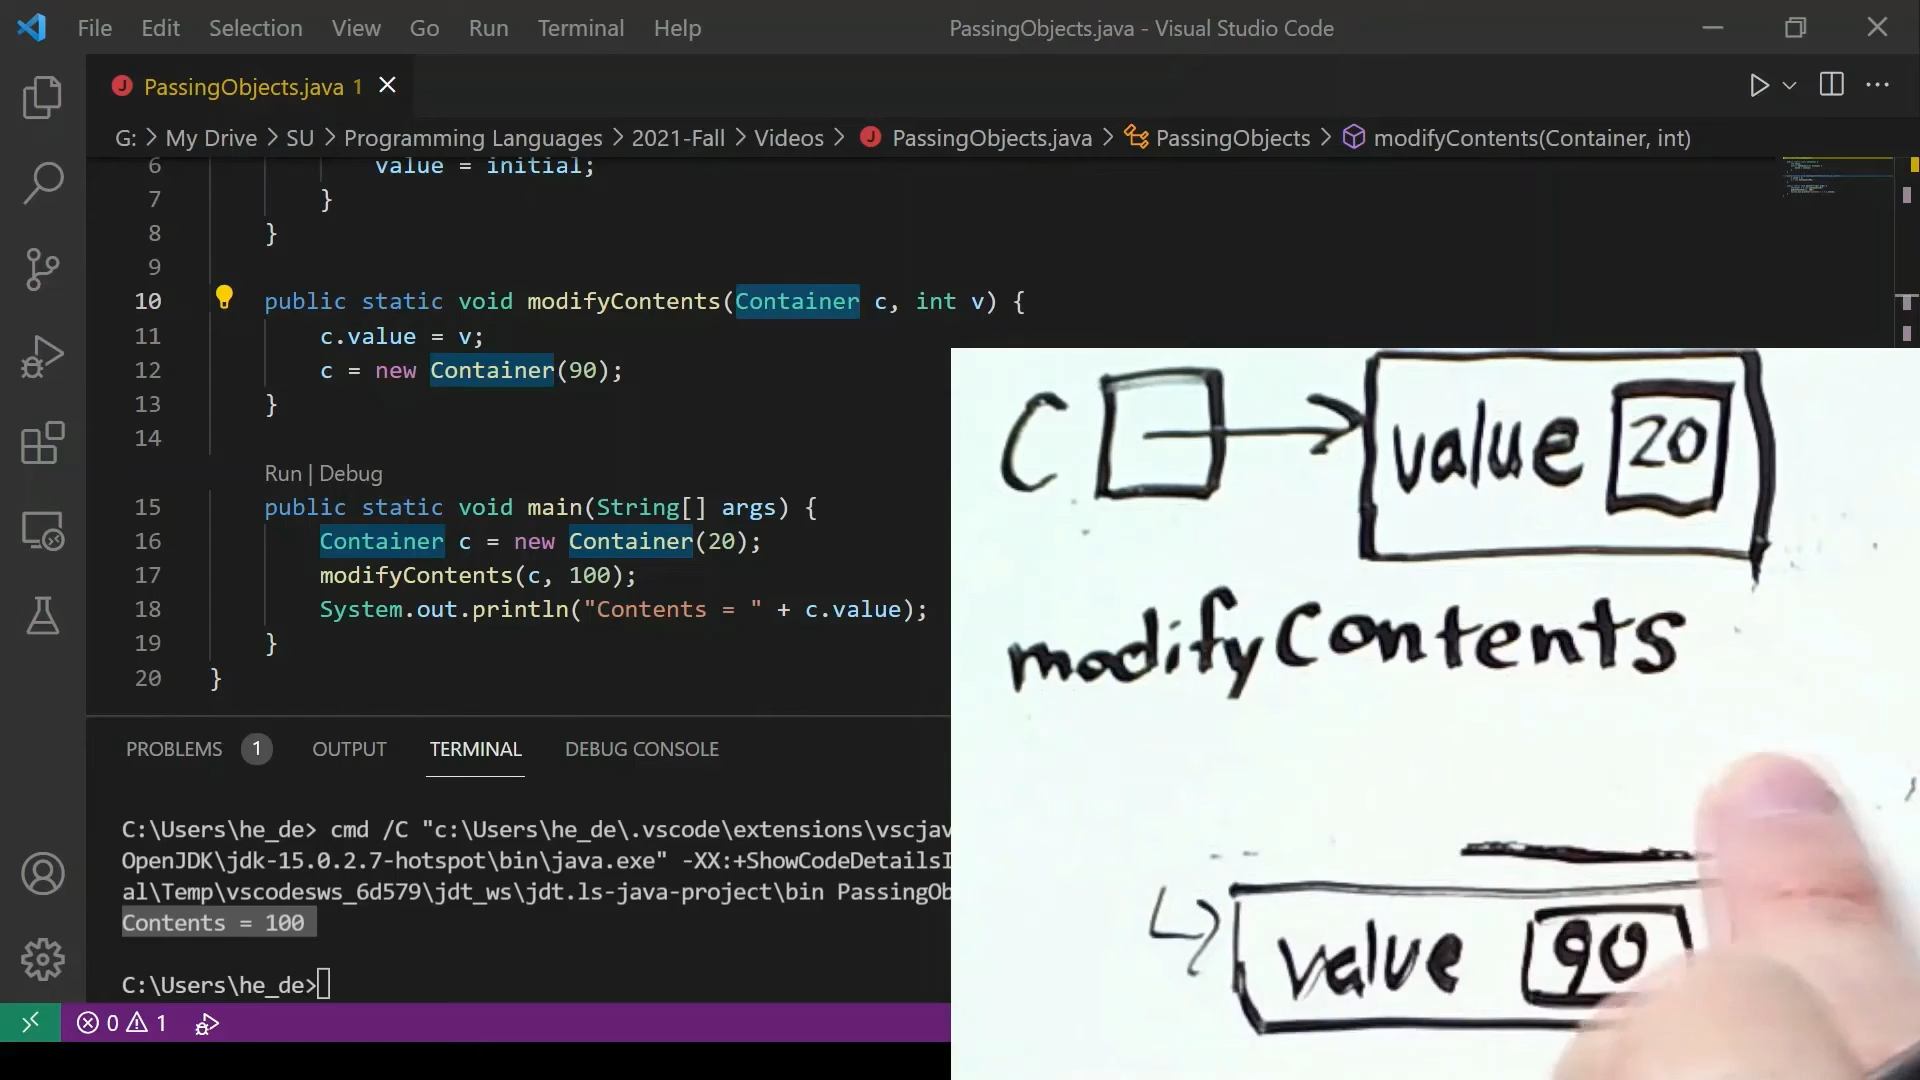 File Edit Selection View Go Run Terminal Help PassingObjects.java - Visual Studio Code
PassingObjects.java 1
G: > My Drive > SU > Programming Languages > 2021-Fall > Videos > PassingObjects.java > PassingObjects > modifyContents(Container, int)
6 value = initial;
7 }
8 }
9
10 public static void modifyContents(Container c, int v) {
11 c.value = v;
12 c = new Container(90);
13 }
14
Run | Debug
15 public static void main(String[] args) {
16 Container c = new Container(20);
17 modifyContents(c, 100);
18 System.out.println("Contents = " + c.value);
19 }
20 }
PROBLEMS 1 OUTPUT TERMINAL DEBUG CONSOLE
C:\Users\he_de> cmd /C "c:\Users\he_de\.vscode\extensions\vscjav
OpenJDK\jdk-15.0.2.7-hotspot\bin\java.exe" -XX:+ShowCodeDetailsI
al\Temp\vscodesws_6d579\jdt_ws\jdt.ls-java-project\bin PassingOb
Contents = 100
C:\Users\he_de>
0 1
C value 20
modifyContents
value 90